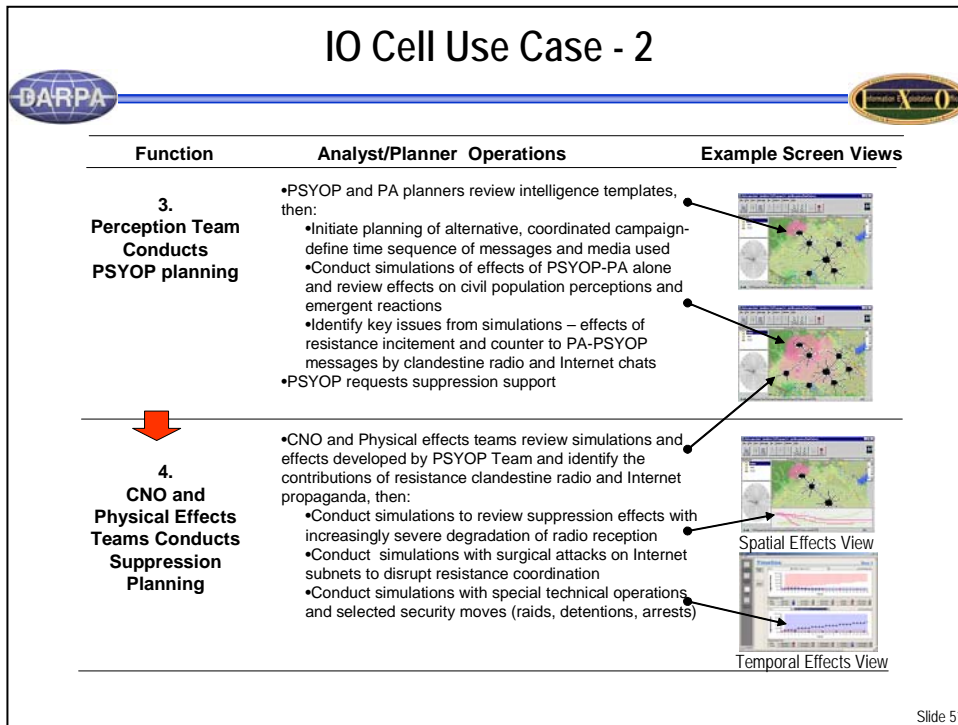 IO Cell Use Case - 2
DARPA
Information Exploitation Office
I X O
Function
Analyst/Planner Operations
Example Screen Views
3.
Perception Team
Conducts
PSYOP planning
•PSYOP and PA planners review intelligence templates,
then:
•Initiate planning of alternative, coordinated campaign-
define time sequence of messages and media used
•Conduct simulations of effects of PSYOP-PA alone
and review effects on civil population perceptions and
emergent reactions
•Identify key issues from simulations – effects of
resistance incitement and counter to PA-PSYOP
messages by clandestine radio and Internet chats
•PSYOP requests suppression support
4.
CNO and
Physical Effects
Teams Conducts
Suppression
Planning
•CNO and Physical effects teams review simulations and
effects developed by PSYOP Team and identify the
contributions of resistance clandestine radio and Internet
propaganda, then:
•Conduct simulations to review suppression effects with
increasingly severe degradation of radio reception
•Conduct  simulations with surgical attacks on Internet
subnets to disrupt resistance coordination
•Conduct simulations with special technical operations
and selected security moves (raids, detentions, arrests)
Spatial Effects View
Timeline
Temporal Effects View
Slide 5